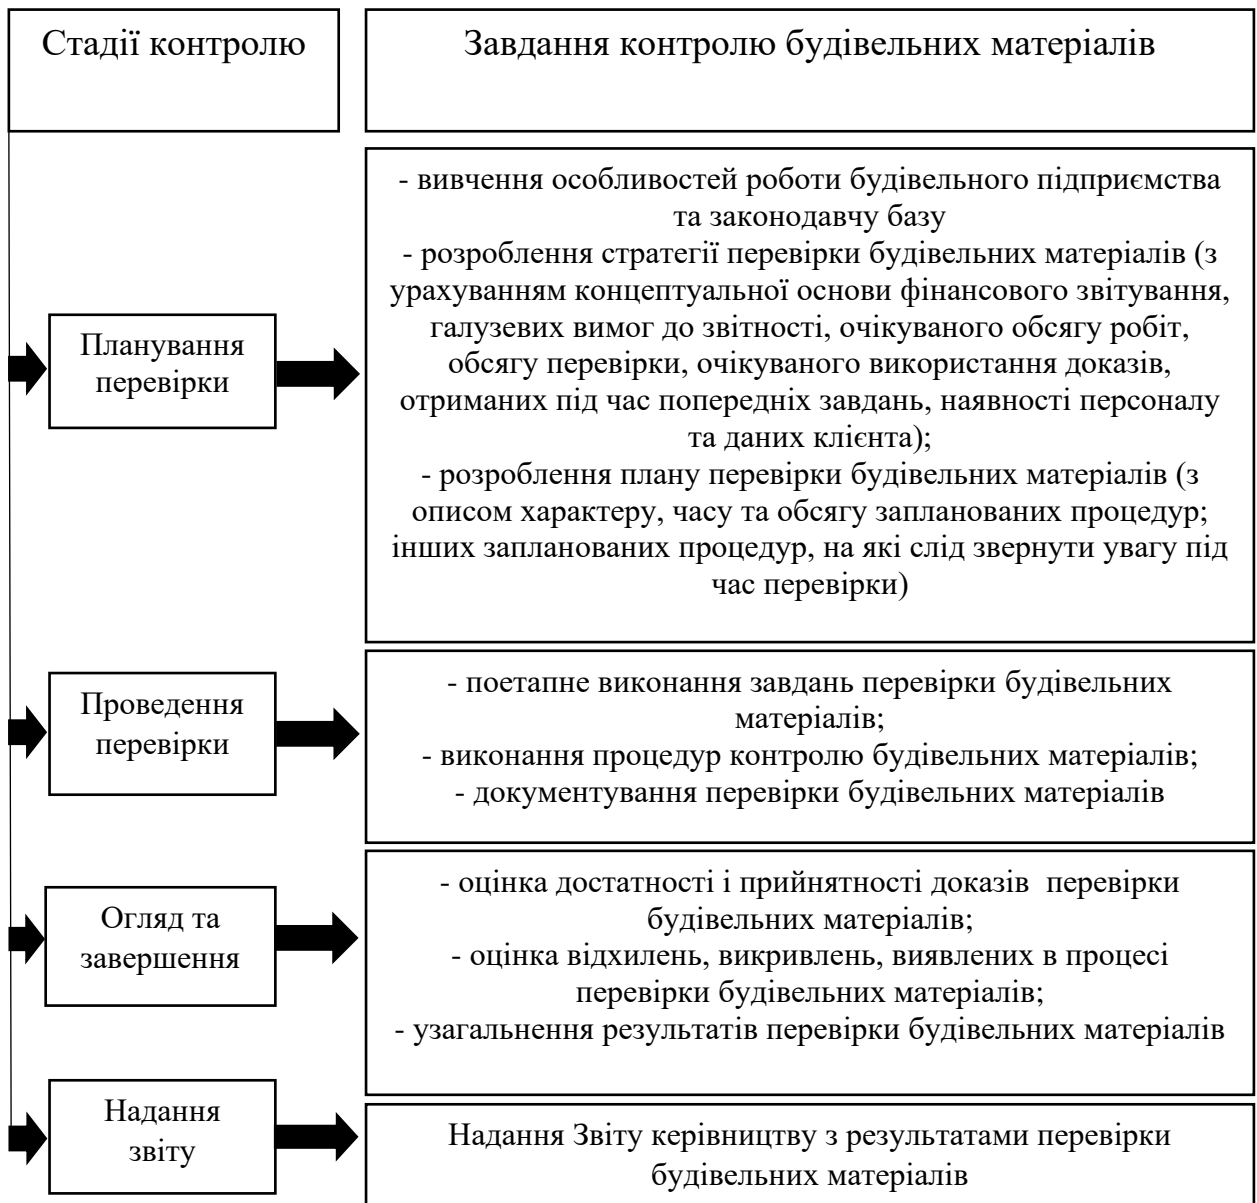 Стадії контролю
Завдання контролю будівельних матеріалів
Планування
перевірки
- вивчення особливостей роботи будівельного підприємства
та законодавчу базу
- розроблення стратегії перевірки будівельних матеріалів (з
урахуванням концептуальної основи фінансового звітування,
галузевих вимог до звітності, очікуваного обсягу робіт,
обсягу перевірки, очікуваного використання доказів,
отриманих під час попередніх завдань, наявності персоналу
та даних клієнта);
- розроблення плану перевірки будівельних матеріалів (з
описом характеру, часу та обсягу запланованих процедур;
інших запланованих процедур, на які слід звернути увагу під
час перевірки)
Проведення
перевірки
- поетапне виконання завдань перевірки будівельних
матеріалів;
- виконання процедур контролю будівельних матеріалів;
- документування перевірки будівельних матеріалів
Огляд та
завершення
- оцінка достатності і прийнятності доказів перевірки
будівельних матеріалів;
- оцінка відхилень, викривлень, виявлених в процесі
перевірки будівельних матеріалів;
- узагальнення результатів перевірки будівельних матеріалів
Надання
звіту
Надання Звіту керівництву з результатами перевірки
будівельних матеріалів